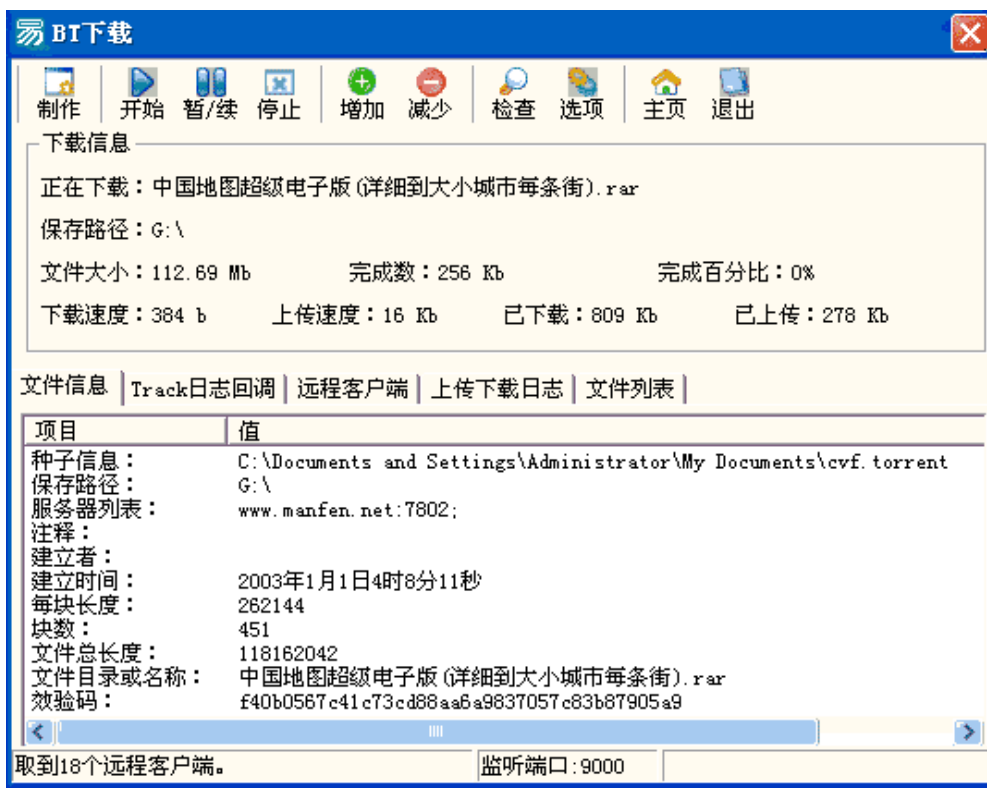 易 BT下载
制作 开始 暂/续 停止 增加 减少 检查 选项 主页 退出
下载信息
正在下载：中国地图超级电子版(详细到大小城市每条街).rar
保存路径：G:\
文件大小：112.69 Mb 完成数：256 Kb 完成百分比：0%
下载速度：384 b 上传速度：16 Kb 已下载：809 Kb 已上传：278 Kb
文件信息 Track日志回调 远程客户端 上传下载日志 文件列表
项目 值
种子信息： C:\Documents and Settings\Administrator\My Documents\cvf.torrent
保存路径： G:\
服务器列表： www.manfen.net:7802;
注释：
建立者：
建立时间： 2003年1月1日4时8分11秒
每块长度： 262144
块数： 451
文件总长度： 118162042
文件目录或名称： 中国地图超级电子版(详细到大小城市每条街).rar
效验码： f40b0567c41c73cd88aa6a9837057c83b87905a9
取到18个远程客户端。 监听端口:9000